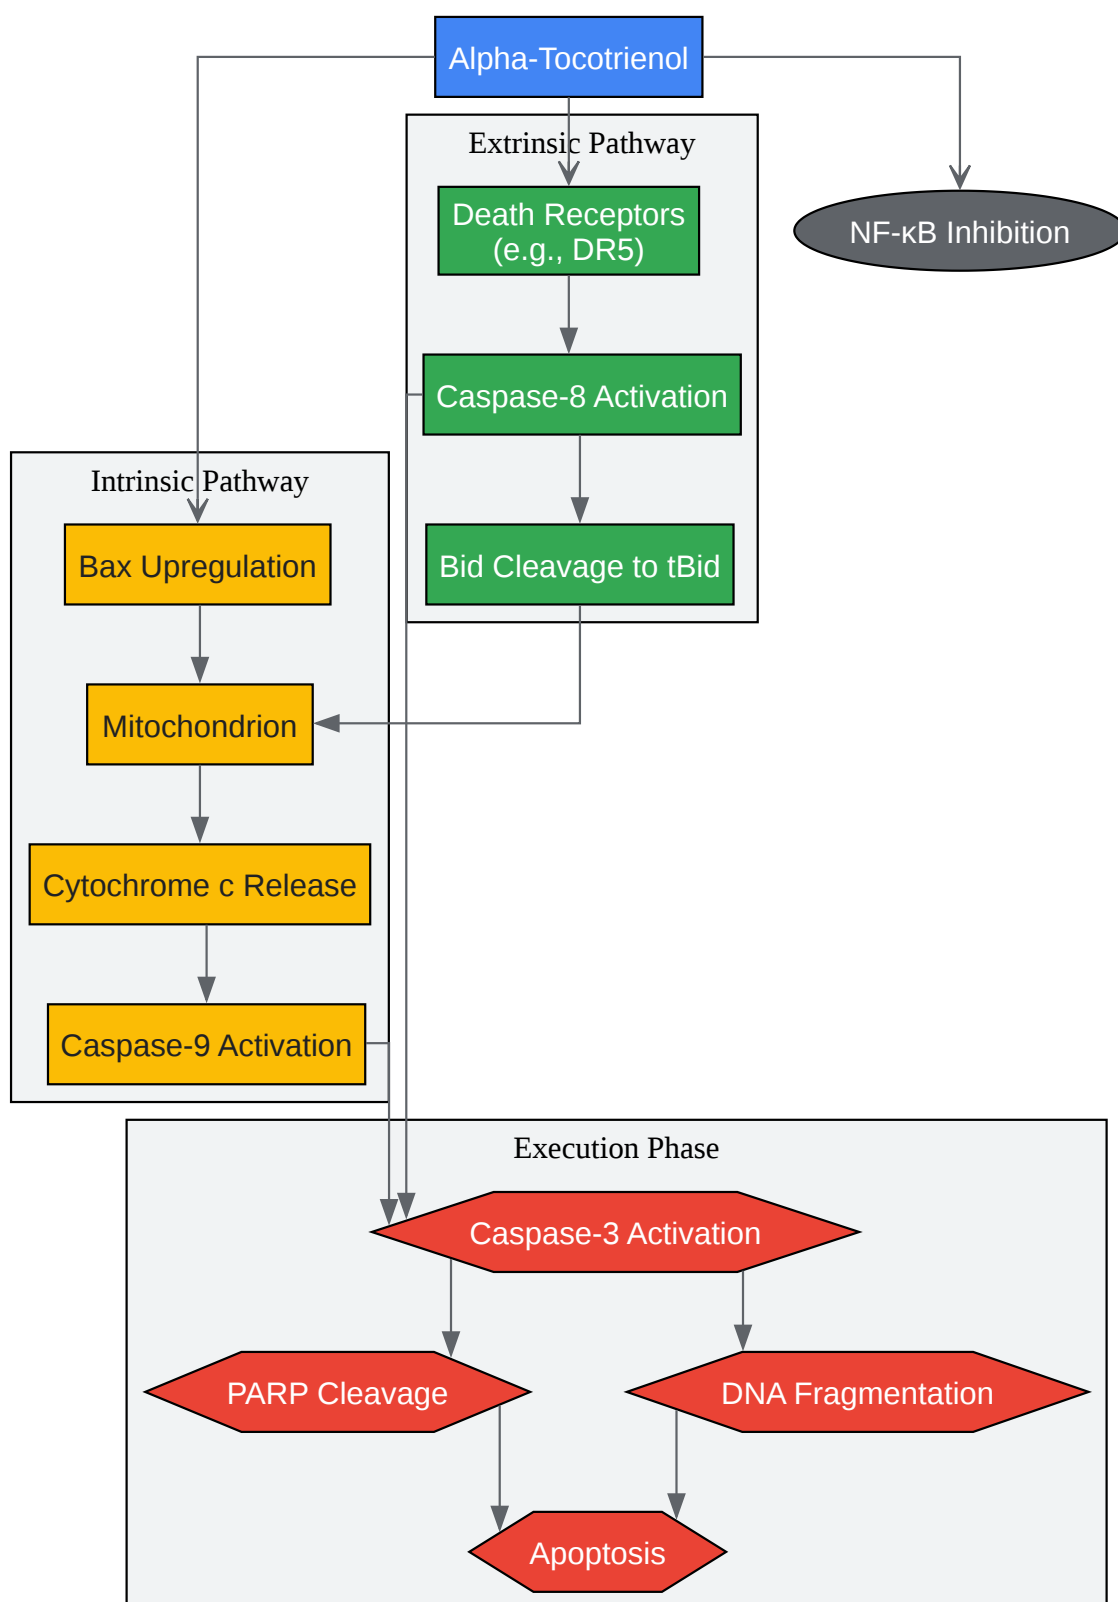 Alpha-Tocotrienol
Extrinsic Pathway
Death Receptors
(e.g., DR5)
NF-κB Inhibition
Caspase-8 Activation
Intrinsic Pathway
Bax Upregulation
Bid Cleavage to tBid
Mitochondrion
Cytochrome c Release
Caspase-9 Activation
Execution Phase
Caspase-3 Activation
PARP Cleavage
DNA Fragmentation
Apoptosis